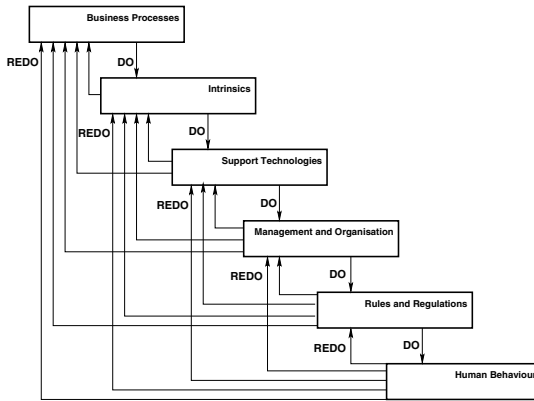 Business Processes
REDO
DO
Intrinsics
REDO
DO
Support Technologies
REDO
DO
Management and Organisation
REDO
DO
Rules and Regulations
REDO
DO
Human Behaviour